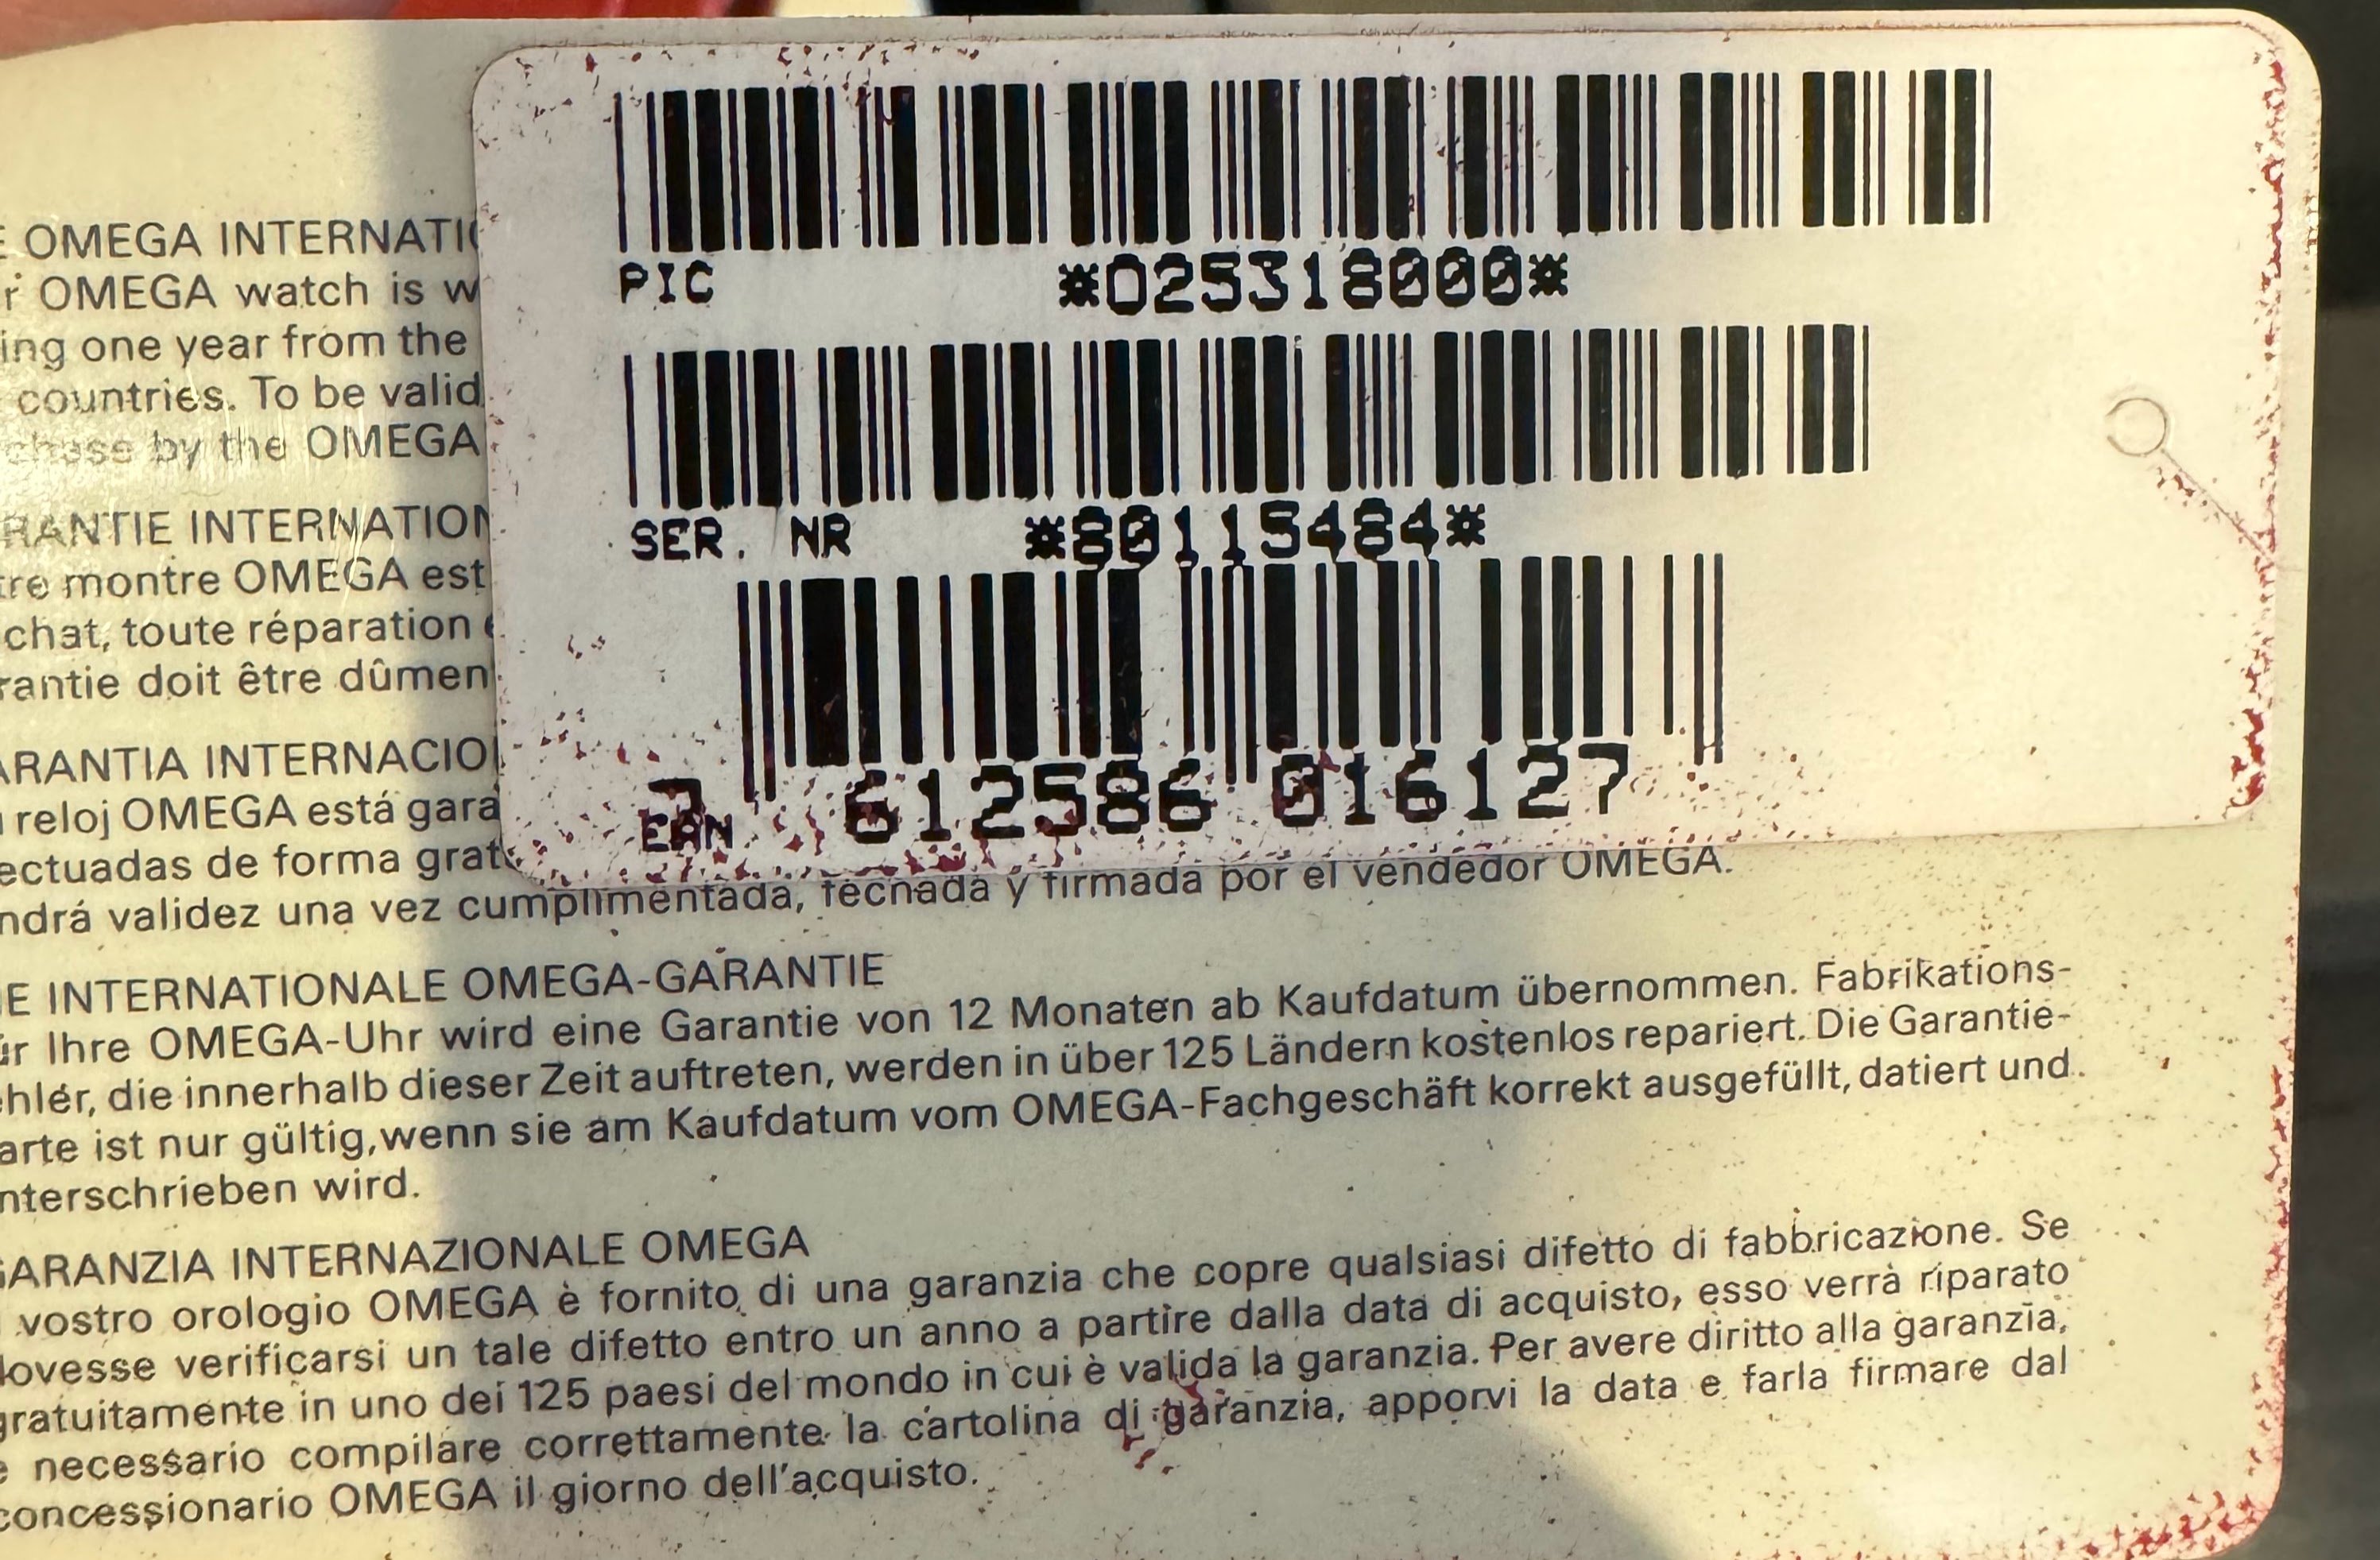 E OMEGA INTERNATIO
r OMEGA watch is w
ing one year from the
countries. To be valid
chase by the OMEGA
RANTIE INTERNATION
tre montre OMEGA est
chat, toute réparation
rantie doit être dûmen
ARANTIA INTERNACIO
reloj OMEGA está gara
ectuadas de forma grat
ndrá validez una vez cumplimentada, fechada y firmada por el vendedor OMEGA.
PIC *025318000*
SER. NR *80115484*
7 612586 016127
EAN
IE INTERNATIONALE OMEGA-GARANTIE
ür Ihre OMEGA-Uhr wird eine Garantie von 12 Monaten ab Kaufdatum übernommen. Fabrikations-
ehler, die innerhalb dieser Zeit auftreten, werden in über 125 Ländern kostenlos repariert. Die Garantie-
arte ist nur gültig, wenn sie am Kaufdatum vom OMEGA-Fachgeschäft korrekt ausgefüllt, datiert und
nterschrieben wird.
GARANZIA INTERNAZIONALE OMEGA
vostro orologio OMEGA è fornito di una garanzia che copre qualsiasi difetto di fabbricazione. Se
dovesse verificarsi un tale difetto entro un anno a partire dalla data di acquisto, esso verrà riparato
gratuitamente in uno dei 125 paesi del mondo in cui è valida la garanzia. Per avere diritto alla garanzia,
è necessario compilare correttamente la cartolina di garanzia, apporvi la data e farla firmare dal
concessionario OMEGA il giorno dell'acquisto.